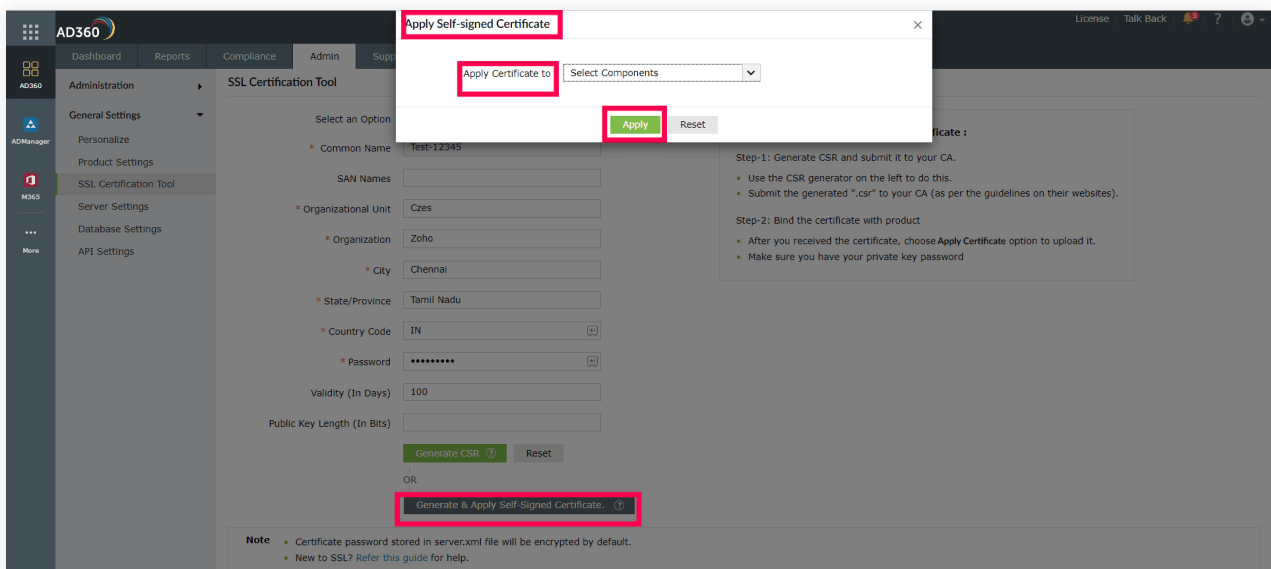 AD360
License
Talk Back
5
?
Dashboard
Reports
Compliance
Admin
Supp
Apply Self-signed Certificate
×
Apply Certificate to
Select Components
Apply
Reset
AD360
ADManager
M365
More
Administration
General Settings
Personalize
Product Settings
SSL Certification Tool
Server Settings
Database Settings
API Settings
SSL Certification Tool
Select an Option
* Common Name
Test-12345
SAN Names
* Organizational Unit
Czes
* Organization
Zoho
* City
Chennai
* State/Province
Tamil Nadu
* Country Code
IN
* Password
•••••••••
Validity (In Days)
100
Public Key Length (In Bits)
Generate CSR ?
Reset
OR
Generate & Apply Self-Signed Certificate. ?
ificate :
Step-1: Generate CSR and submit it to your CA.
• Use the CSR generator on the left to do this.
• Submit the generated ".csr" to your CA (as per the guidelines on their websites).
Step-2: Bind the certificate with product
• After you received the certificate, choose Apply Certificate option to upload it.
• Make sure you have your private key password
Note
• Certificate password stored in server.xml file will be encrypted by default.
• New to SSL? Refer this guide for help.